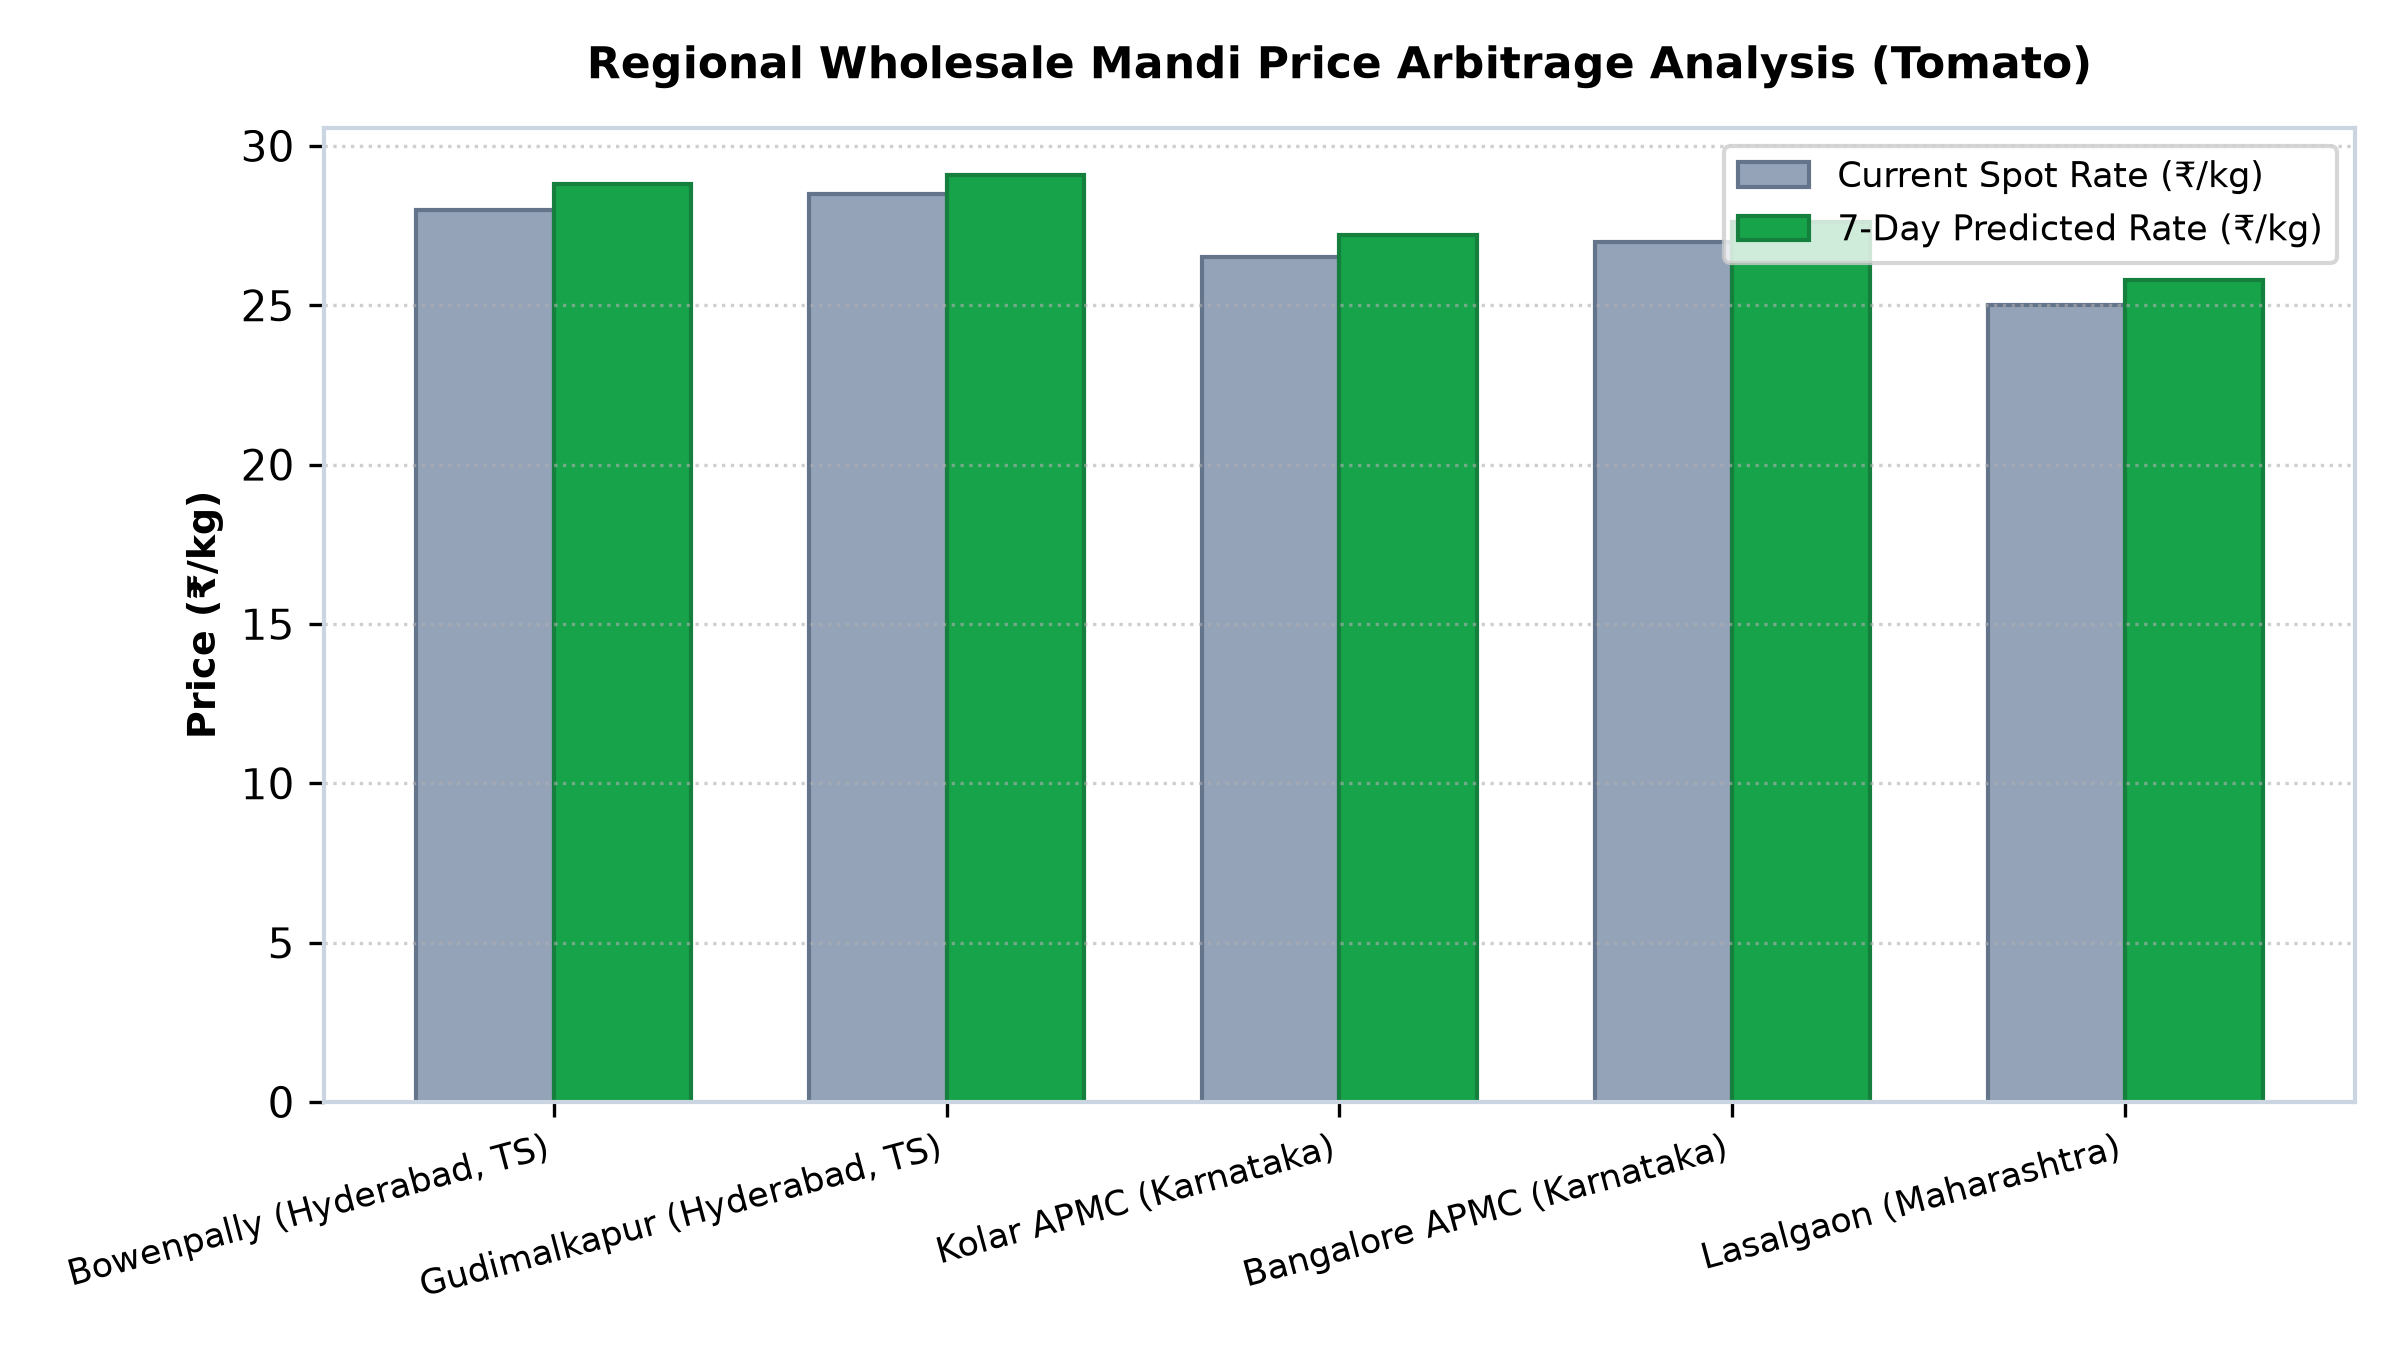 Regional Wholesale Mandi Price Arbitrage Analysis (Tomato)
Current Spot Rate (₹/kg)
7-Day Predicted Rate (₹/kg)
Price (₹/kg)
30
25
20
15
10
5
0
Bowenpally (Hyderabad, TS)
Gudimalkapur (Hyderabad, TS)
Kolar APMC (Karnataka)
Bangalore APMC (Karnataka)
Lasalgaon (Maharashtra)